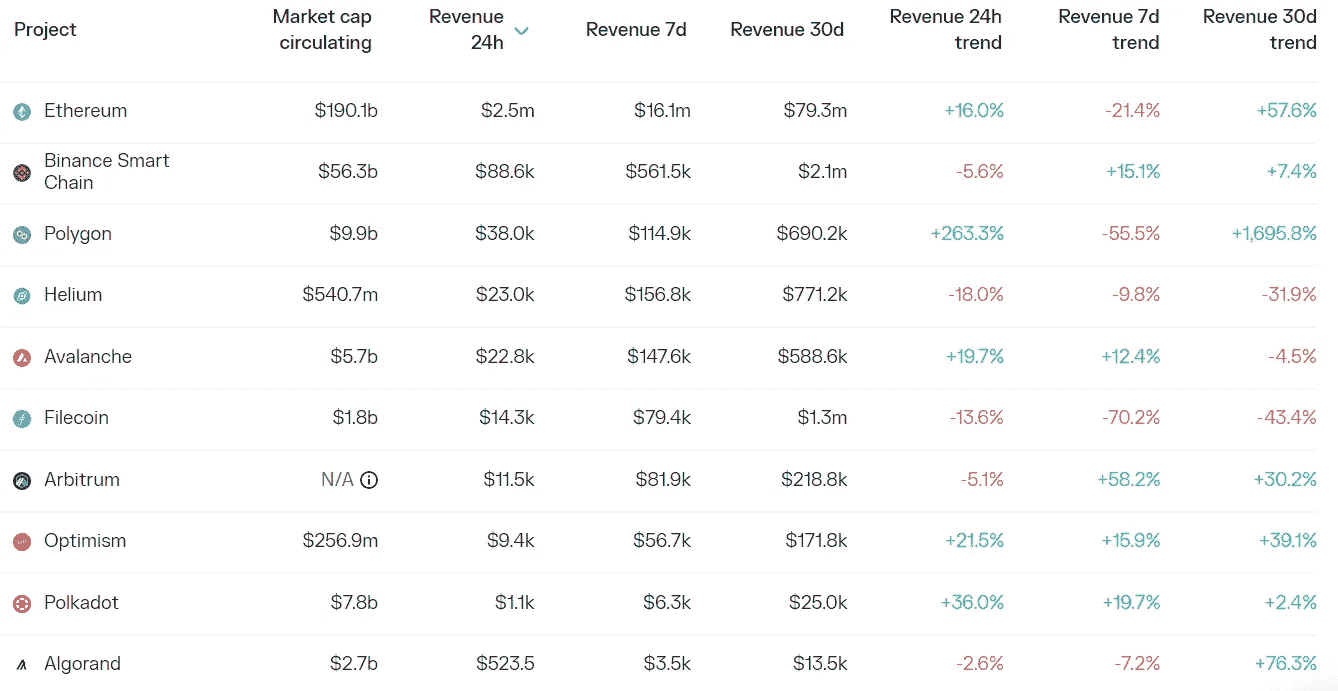 Project Market cap circulating Revenue 24h Revenue 7d Revenue 30d Revenue 24h trend Revenue 7d trend Revenue 30d trend
Ethereum $190.1b $2.5m $16.1m $79.3m +16.0% -21.4% +57.6%
Binance Smart Chain $56.3b $88.6k $561.5k $2.1m -5.6% +15.1% +7.4%
Polygon $9.9b $38.0k $114.9k $690.2k +263.3% -55.5% +1,695.8%
Helium $540.7m $23.0k $156.8k $771.2k -18.0% -9.8% -31.9%
Avalanche $5.7b $22.8k $147.6k $588.6k +19.7% +12.4% -4.5%
Filecoin $1.8b $14.3k $79.4k $1.3m -13.6% -70.2% -43.4%
Arbitrum N/A $11.5k $81.9k $218.8k -5.1% +58.2% +30.2%
Optimism $256.9m $9.4k $56.7k $171.8k +21.5% +15.9% +39.1%
Polkadot $7.8b $1.1k $6.3k $25.0k +36.0% +19.7% +2.4%
Algorand $2.7b $523.5 $3.5k $13.5k -2.6% -7.2% +76.3%